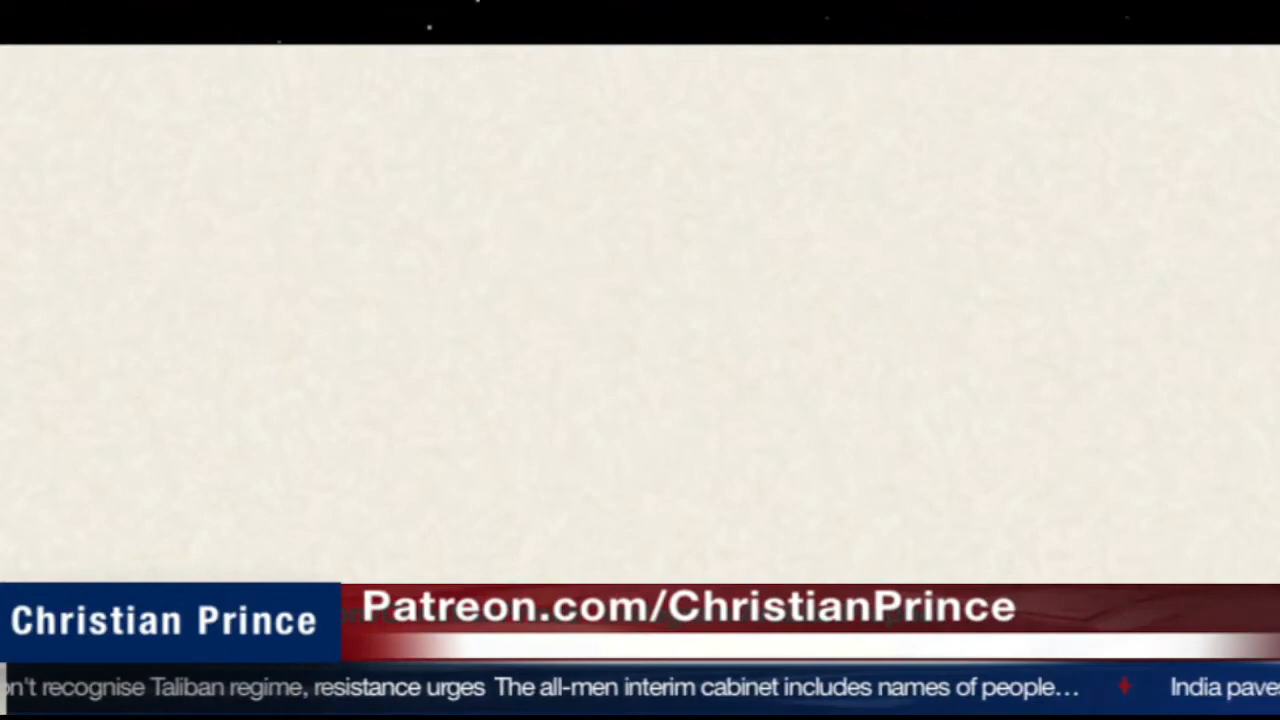 Patreon.com/ChristianPrince
Christian Prince
on't recognise Taliban regime, resistance urges The all-men interim cabinet includes names of people… India pave